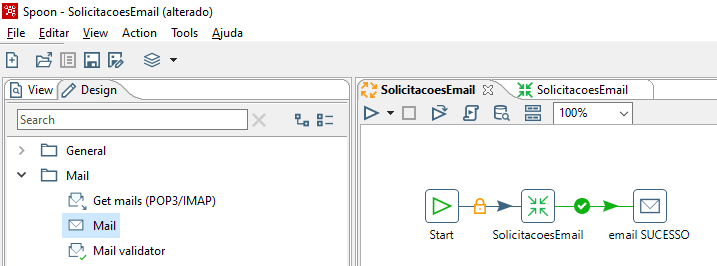 Spoon - SolicitacoesEmail (alterado)
File Editar View Action Tools Ajuda
View Design
Search
General
Mail
Get mails (POP3/IMAP)
Mail
Mail validator
SolicitacoesEmail SolicitacoesEmail
100%
Start SolicitacoesEmail email SUCESSO